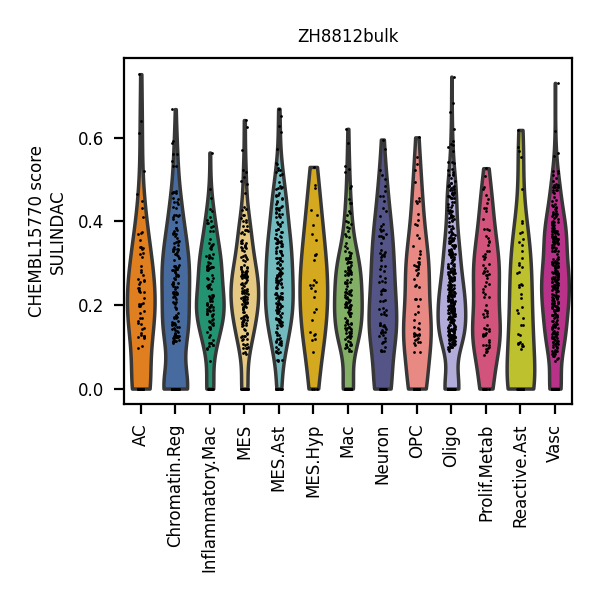 ZH8812bulk
CHEMBL15770 score
SULINDAC
0.6
0.4
0.2
0.0
AC
Chromatin.Reg
Inflammatory.Mac
MES
MES.Ast
MES.Hyp
Mac
Neuron
OPC
Oligo
Prolif.Metab
Reactive.Ast
Vasc